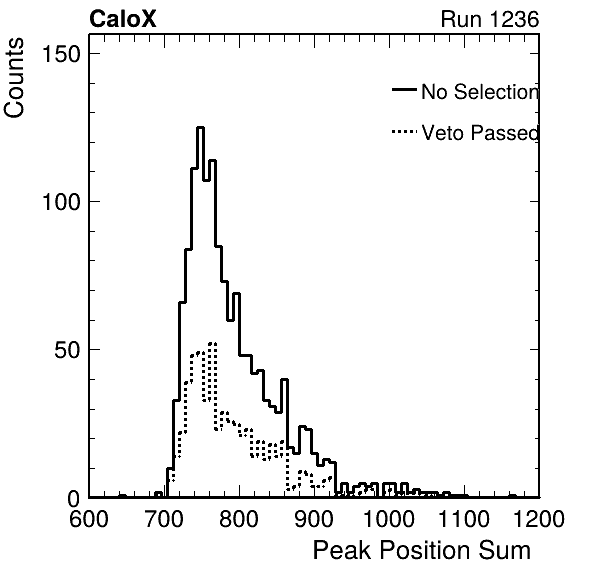 CaloX Run 1236
Counts
150
No Selection
Veto Passed
100
50
0
600 700 800 900 1000 1100 1200
Peak Position Sum